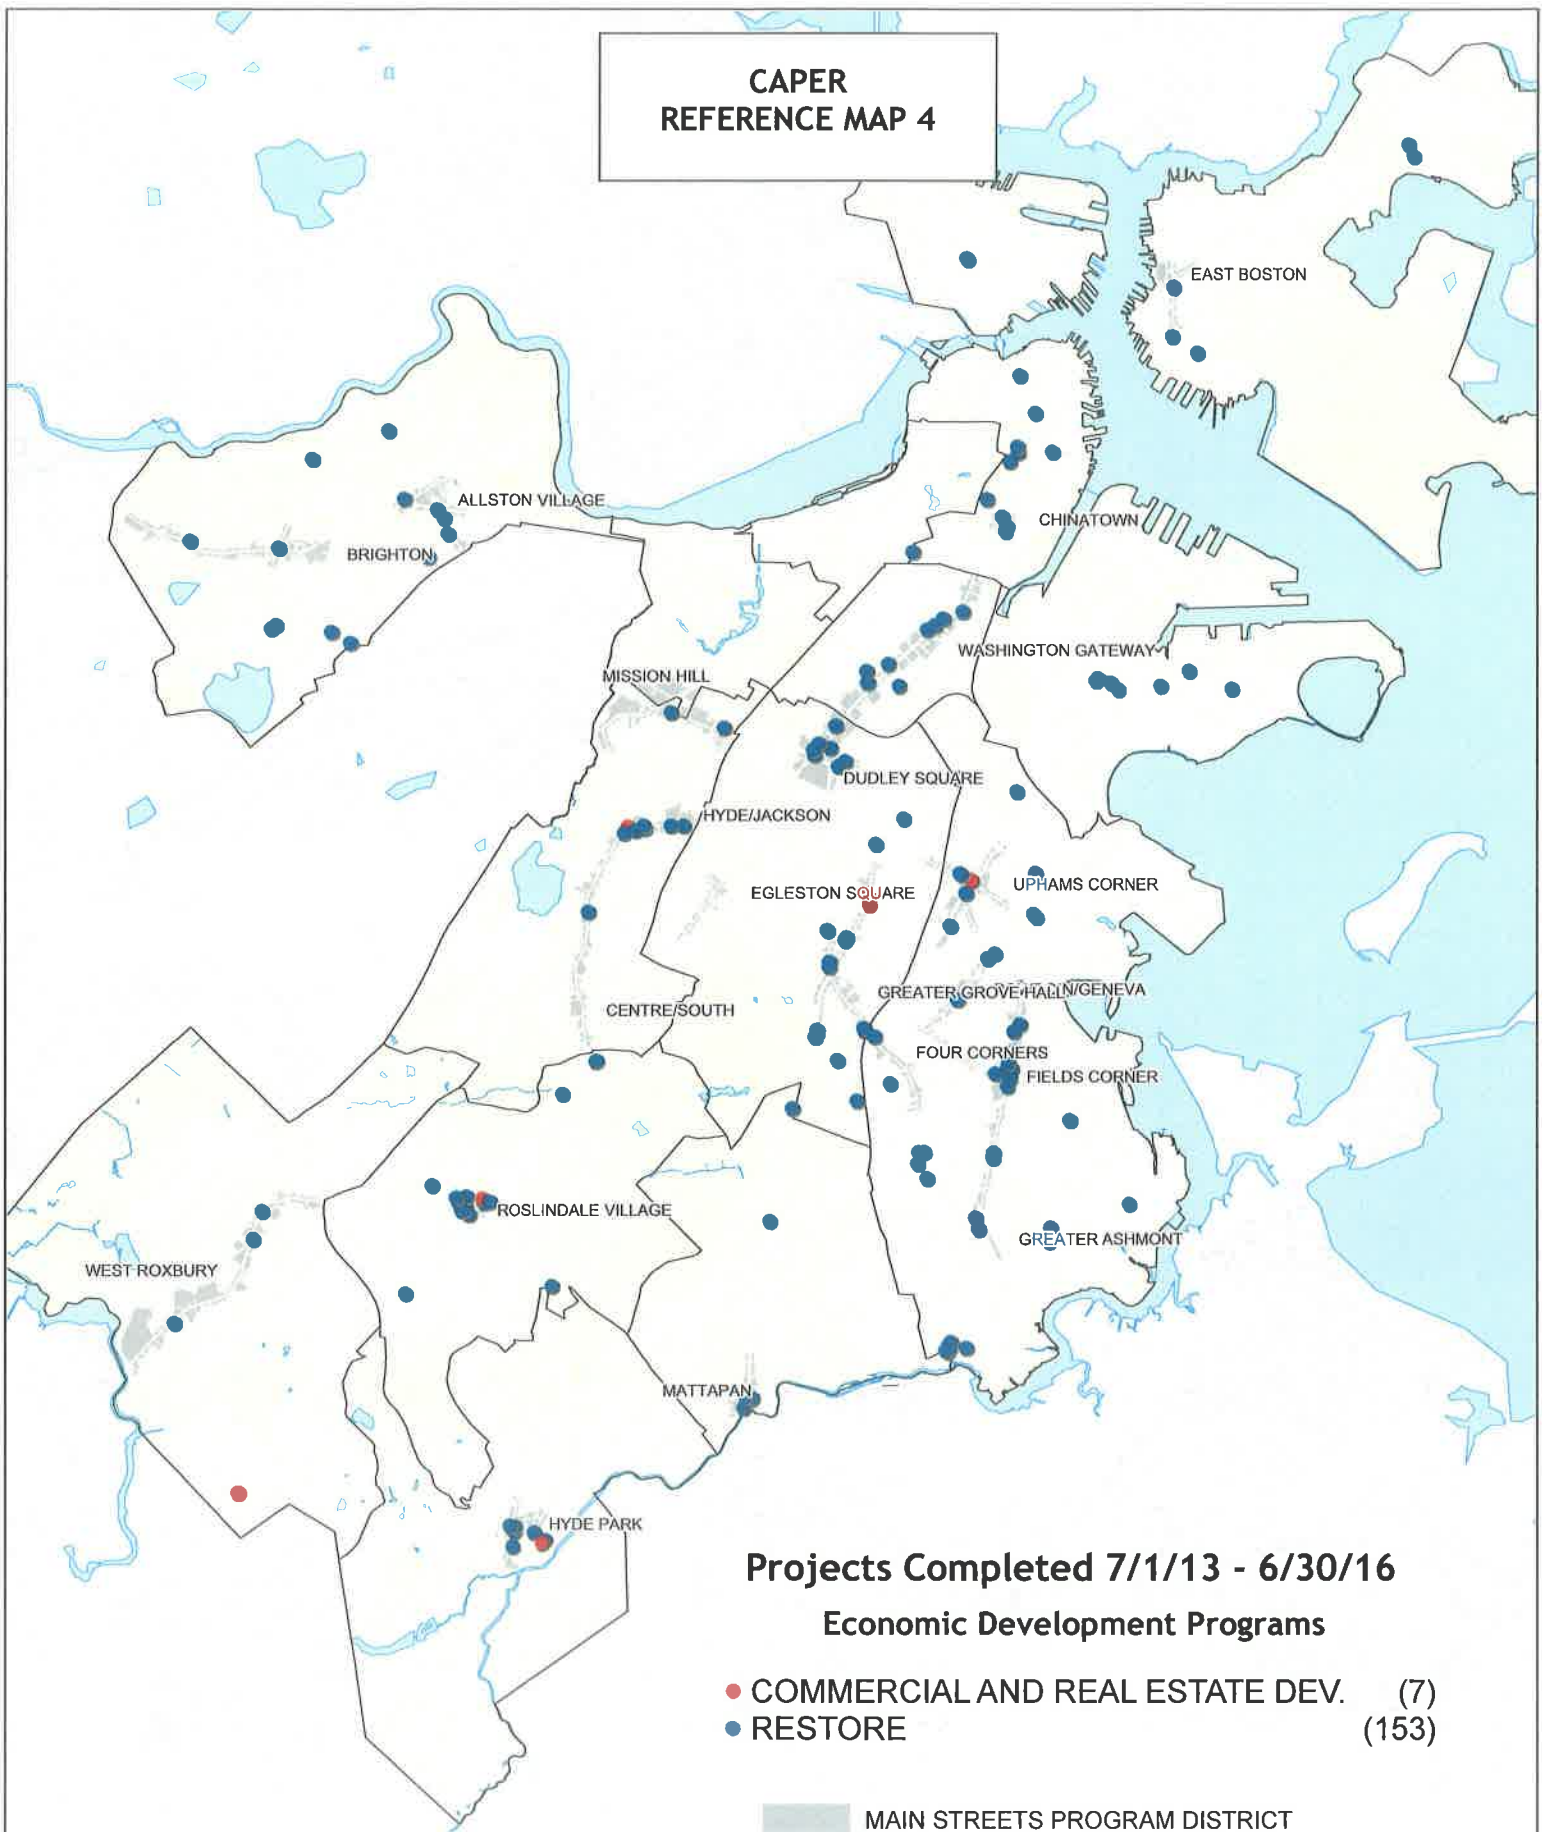 CAPER
REFERENCE MAP 4
EAST BOSTON
ALLSTON VILLAGE
CHINATOWN
BRIGHTON
WASHINGTON GATEWAY
MISSION HILL
DUDLEY SQUARE
HYDE/JACKSON
EGLESTON SQUARE
UPHAMS CORNER
GREATER GROVE HALL
N/GENEVA
CENTRE/SOUTH
FOUR CORNERS
FIELDS CORNER
ROSLINDALE VILLAGE
GREATER ASHMONT
WEST ROXBURY
MATTAPAN
HYDE PARK
Projects Completed 7/1/13 - 6/30/16
Economic Development Programs
COMMERCIAL AND REAL ESTATE DEV. (7)
RESTORE (153)
MAIN STREETS PROGRAM DISTRICT